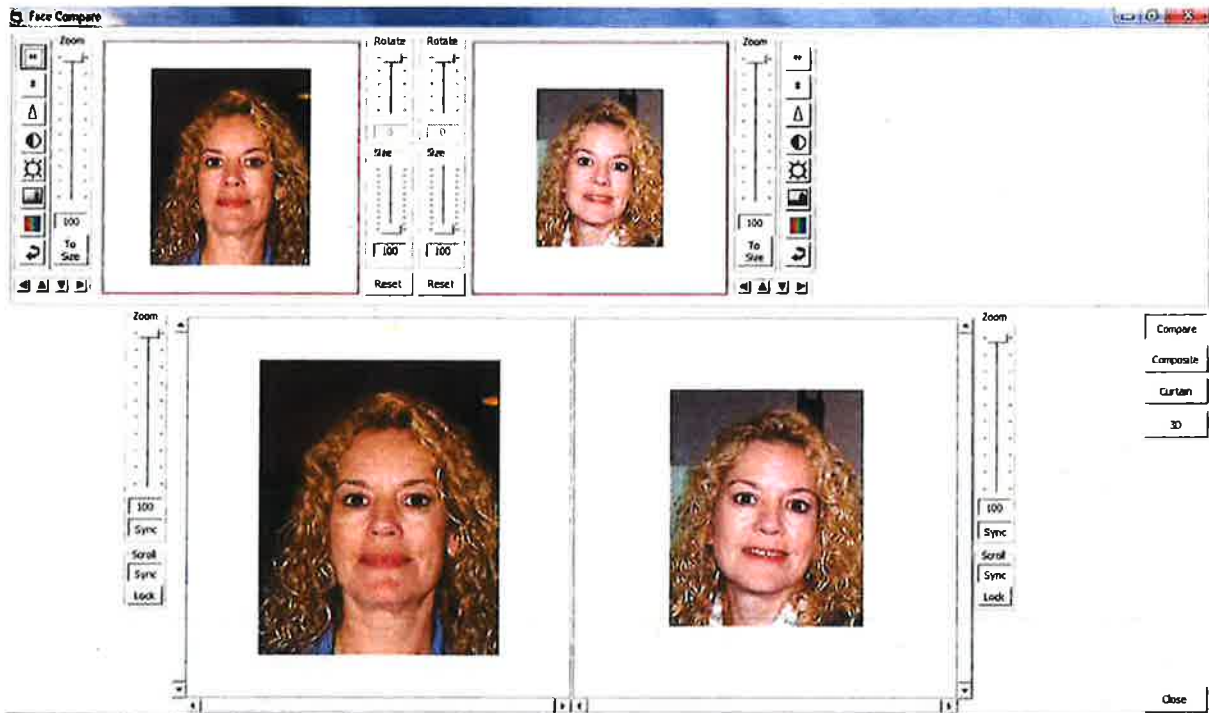 Face Compare
Zoom
Rotate
Rotate
Zoom
0
0
Size
Size
100
100
To
Size
To
Size
100
100
Reset
Reset
Zoom
Zoom
Compare
Composite
Curtain
3D
100
100
Sync
Sync
Scroll
Scroll
Sync
Sync
Lock
Lock
Close